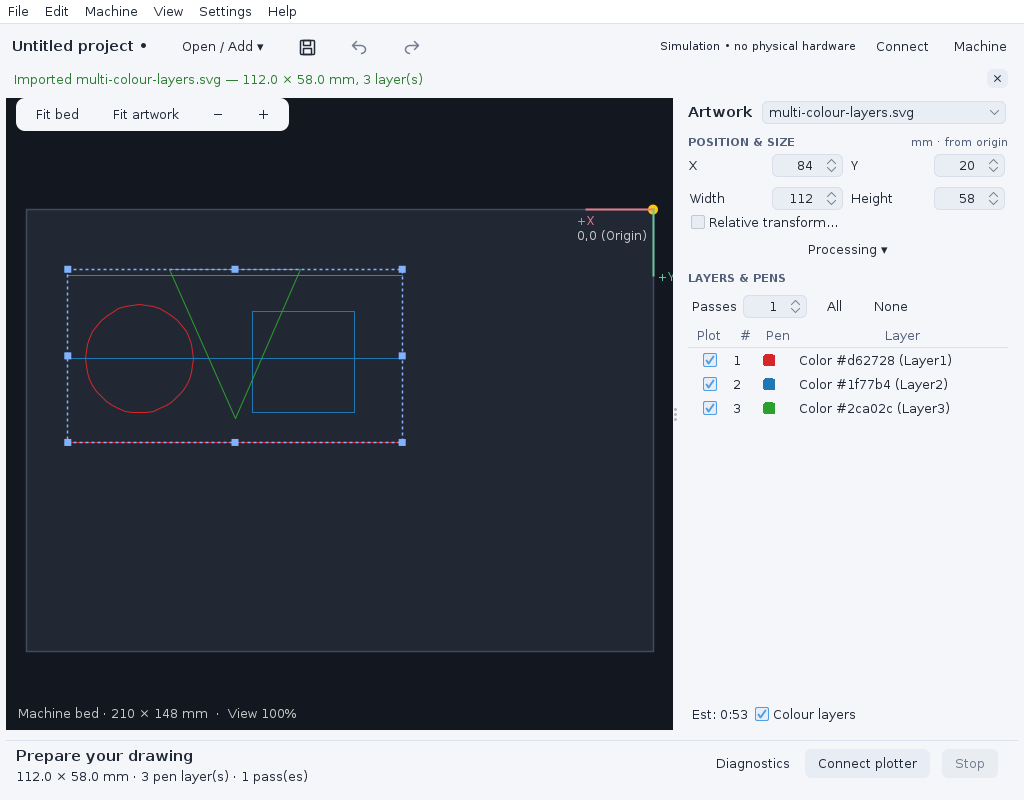 File Edit Machine View Settings Help
Untitled project • Open / Add ▾ Simulation • no physical hardware Connect Machine
Imported multi-colour-layers.svg — 112.0 × 58.0 mm, 3 layer(s)
Fit bed Fit artwork − +
+X
0,0 (Origin)
+Y
Machine bed · 210 × 148 mm · View 100%
Artwork multi-colour-layers.svg
POSITION & SIZE mm · from origin
X 84 Y 20
Width 112 Height 58
Relative transform...
Processing ▾
LAYERS & PENS
Passes 1 All None
Plot # Pen Layer
1 Color #d62728 (Layer1)
2 Color #1f77b4 (Layer2)
3 Color #2ca02c (Layer3)
Est: 0:53 Colour layers
Prepare your drawing
112.0 × 58.0 mm · 3 pen layer(s) · 1 pass(es)
Diagnostics Connect plotter Stop